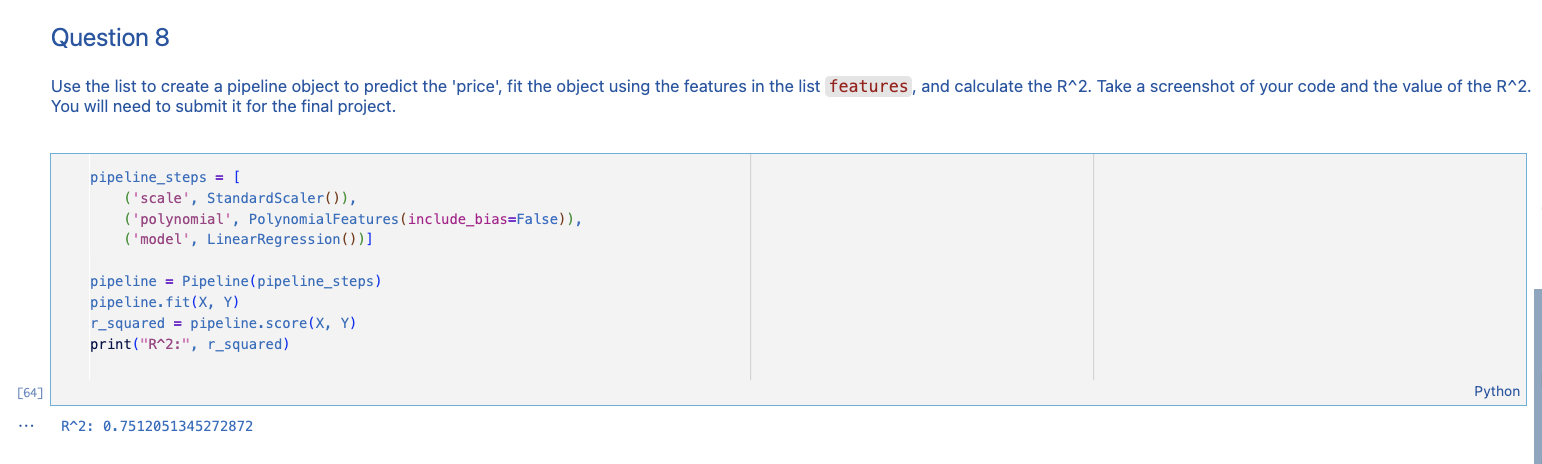 Question 8
Use the list to create a pipeline object to predict the 'price', fit the object using the features in the list features, and calculate the R^2. Take a screenshot of your code and the value of the R^2.
You will need to submit it for the final project.
pipeline_steps = [
    ('scale', StandardScaler()),
    ('polynomial', PolynomialFeatures(include_bias=False)),
    ('model', LinearRegression())]
pipeline = Pipeline(pipeline_steps)
pipeline.fit(X, Y)
r_squared = pipeline.score(X, Y)
print("R^2:", r_squared)
[64]
Python
... R^2: 0.7512051345272872